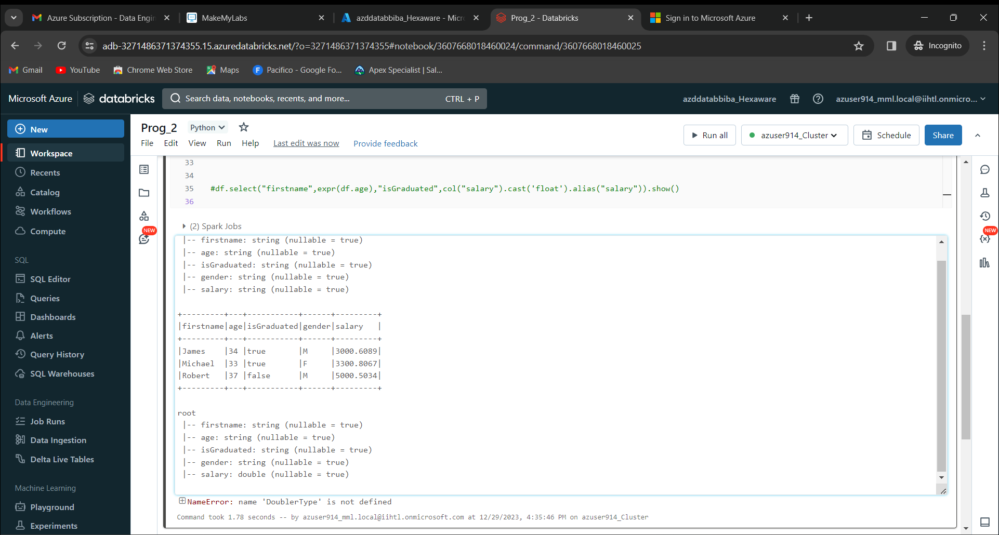 Azure Subscription - Data Engin
MakeMyLabs
azddatabbiba_Hexaware - Micro
Prog_2 - Databricks
Sign in to Microsoft Azure
adb-3271486371374355.15.azuredatabricks.net/?o=3271486371374355#notebook/3607668018460024/command/3607668018460025
Incognito
Gmail
YouTube
Chrome Web Store
Maps
Pacifico - Google Fo...
Apex Specialist | Sal...
Microsoft Azure
databricks
Search data, notebooks, recents, and more...
CTRL + P
azddatabbiba_Hexaware
azuser914_mml.local@iihtl.onmicro...
New
Workspace
Recents
Catalog
Workflows
Compute
SQL
SQL Editor
Queries
Dashboards
Alerts
Query History
SQL Warehouses
Data Engineering
Job Runs
Data Ingestion
Delta Live Tables
Machine Learning
Playground
Experiments
Prog_2
Python
File
Edit
View
Run
Help
Last edit was now
Provide feedback
Run all
azuser914_Cluster
Schedule
Share
NEW
NEW
33
34
35 #df.select("firstname",expr(df.age),"isGraduated",col("salary").cast('float').alias("salary")).show()
36
(2) Spark Jobs
|-- firstname: string (nullable = true)
|-- age: string (nullable = true)
|-- isGraduated: string (nullable = true)
|-- gender: string (nullable = true)
|-- salary: string (nullable = true)
+---------+---+-----------+------+---------+
|firstname|age|isGraduated|gender|salary   |
+---------+---+-----------+------+---------+
|James    |34 |true       |M     |3000.6089|
|Michael  |33 |true       |F     |3300.8067|
|Robert   |37 |false      |M     |5000.5034|
+---------+---+-----------+------+---------+
root
|-- firstname: string (nullable = true)
|-- age: string (nullable = true)
|-- isGraduated: string (nullable = true)
|-- gender: string (nullable = true)
|-- salary: double (nullable = true)
NameError: name 'DoublerType' is not defined
Command took 1.78 seconds -- by azuser914_mml.local@iihtl.onmicrosoft.com at 12/29/2023, 4:35:46 PM on azuser914_Cluster